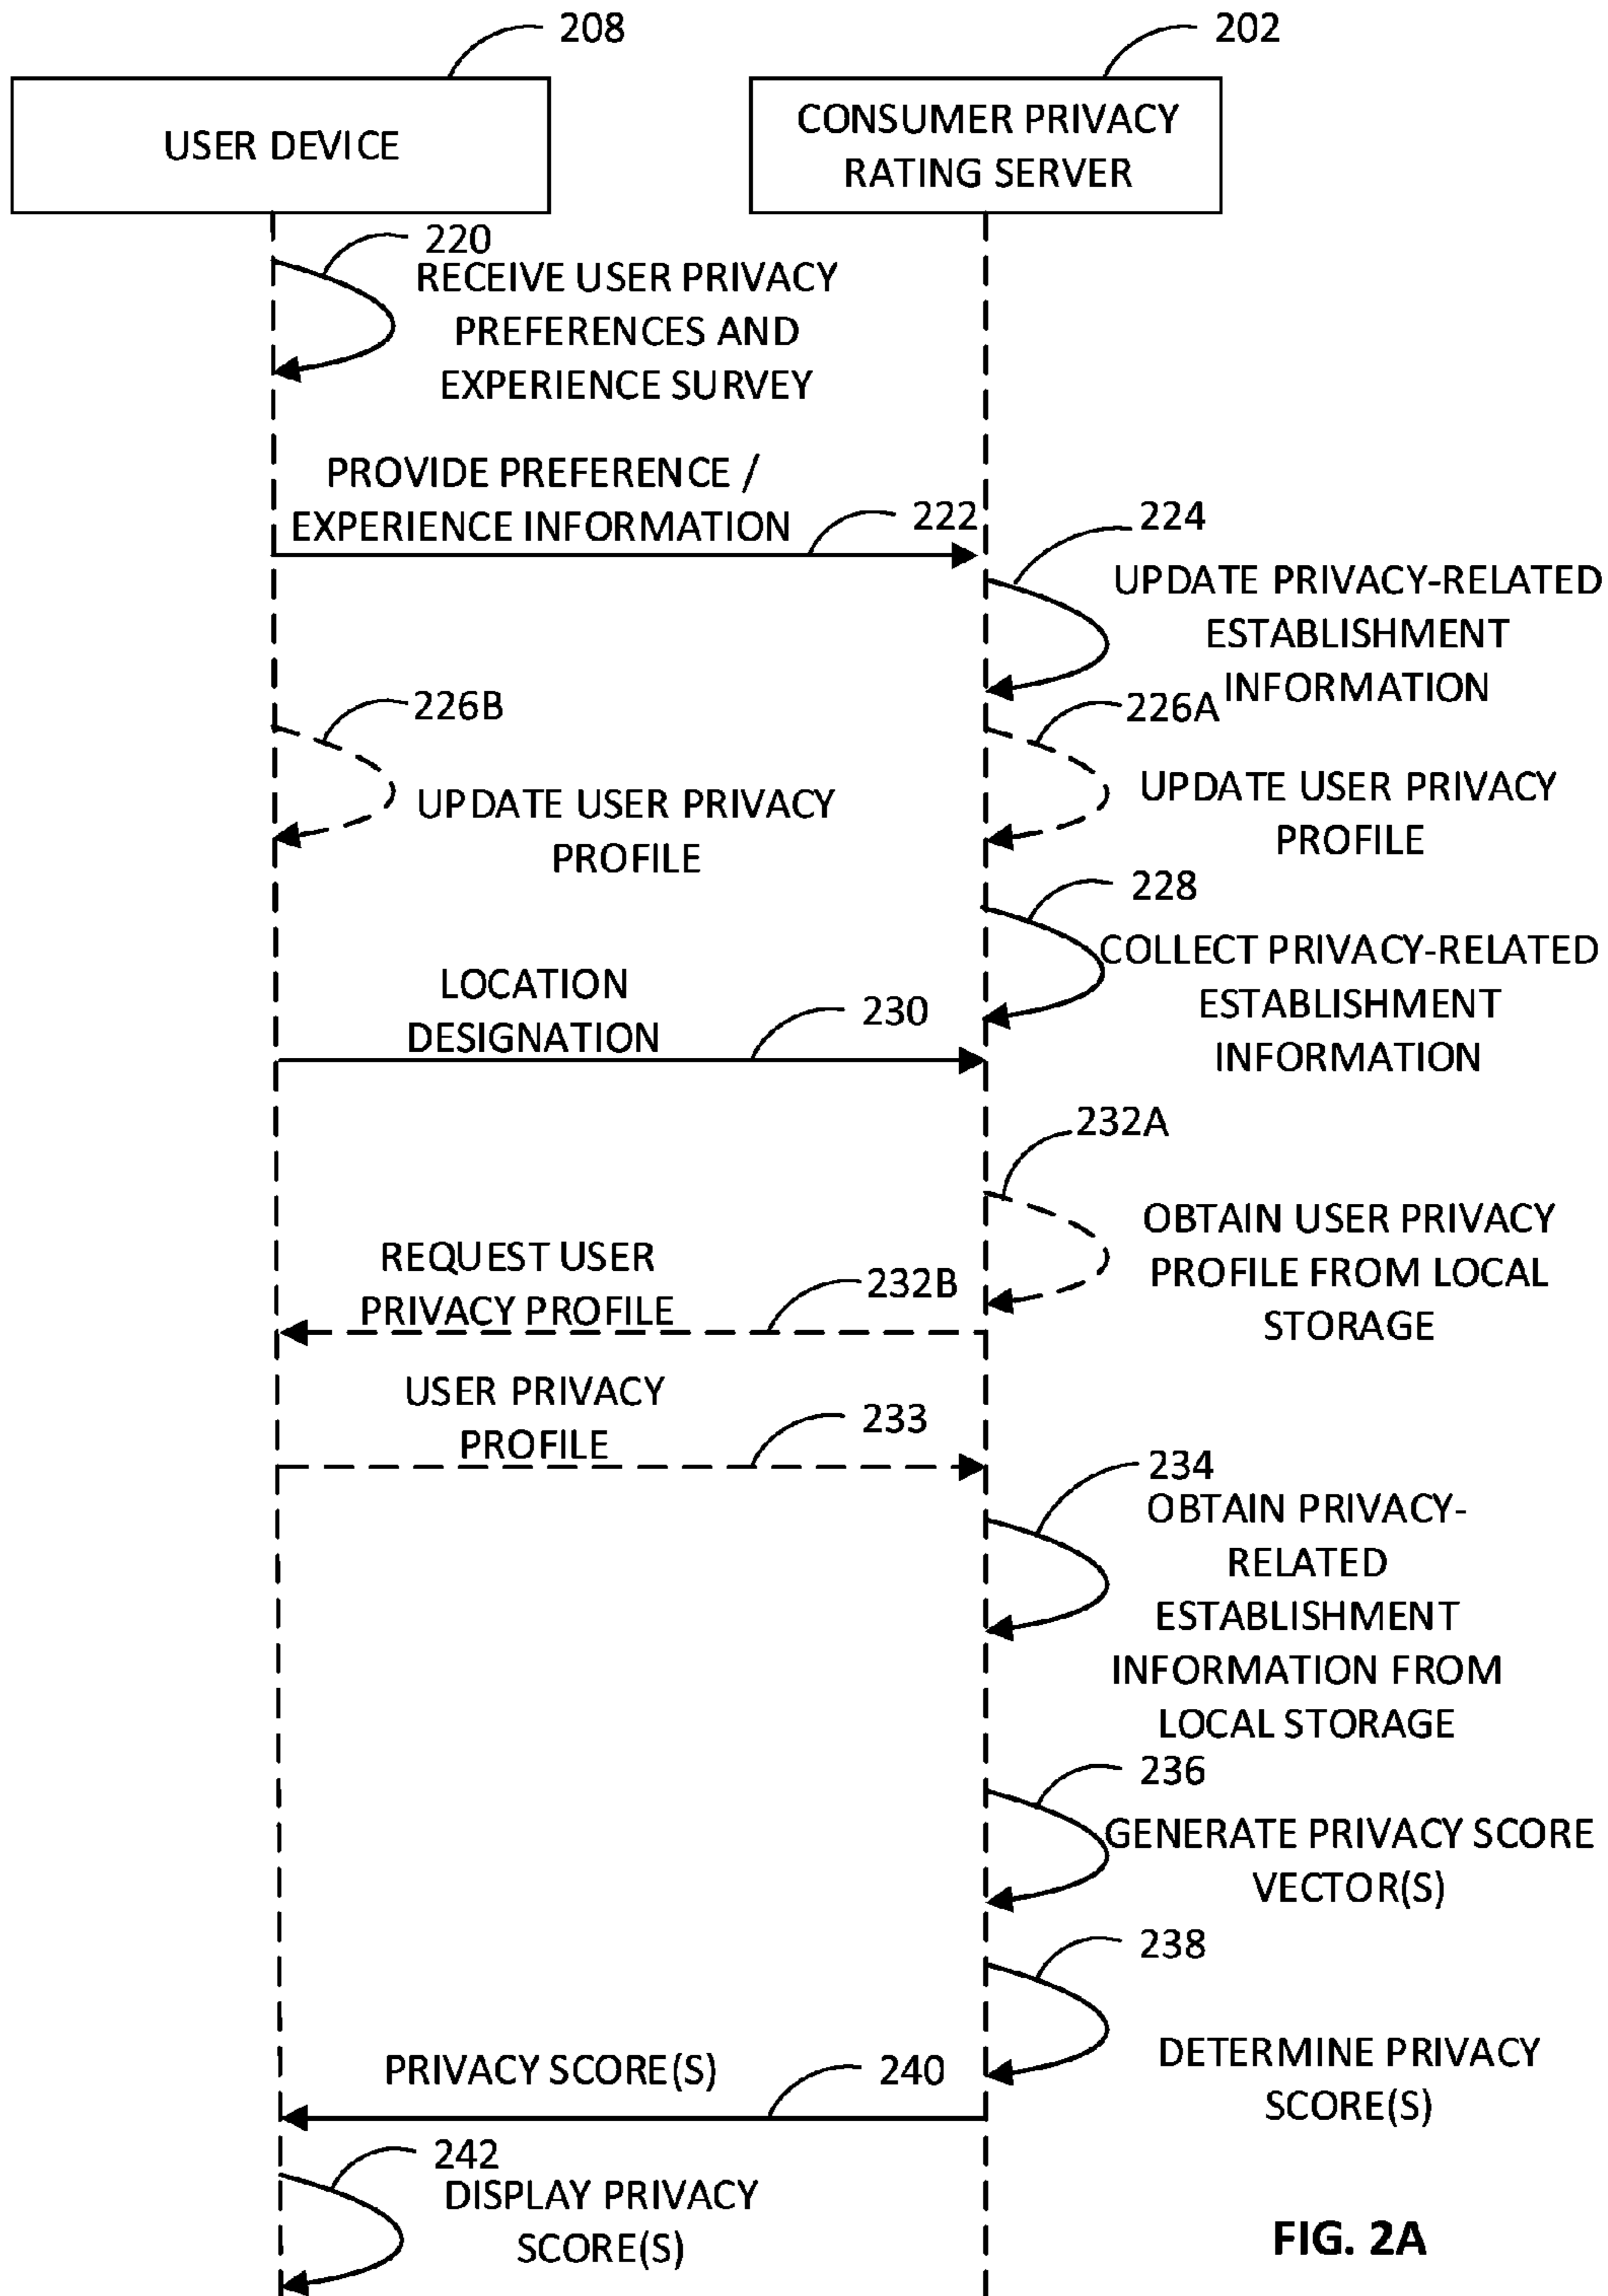 208
202
USER DEVICE
CONSUMER PRIVACY
RATING SERVER
220
RECEIVE USER PRIVACY
PREFERENCES AND
EXPERIENCE SURVEY
PROVIDE PREFERENCE /
EXPERIENCE INFORMATION
222
224
UPDATE PRIVACY-RELATED
ESTABLISHMENT
INFORMATION
226B
UPDATE USER PRIVACY
PROFILE
226A
UPDATE USER PRIVACY
PROFILE
228
COLLECT PRIVACY-RELATED
ESTABLISHMENT
INFORMATION
LOCATION
DESIGNATION
230
232A
OBTAIN USER PRIVACY
PROFILE FROM LOCAL
STORAGE
REQUEST USER
PRIVACY PROFILE
232B
USER PRIVACY
PROFILE
233
234
OBTAIN PRIVACY-
RELATED
ESTABLISHMENT
INFORMATION FROM
LOCAL STORAGE
236
GENERATE PRIVACY SCORE
VECTOR(S)
238
DETERMINE PRIVACY
SCORE(S)
PRIVACY SCORE(S)
240
242
DISPLAY PRIVACY
SCORE(S)
FIG. 2A